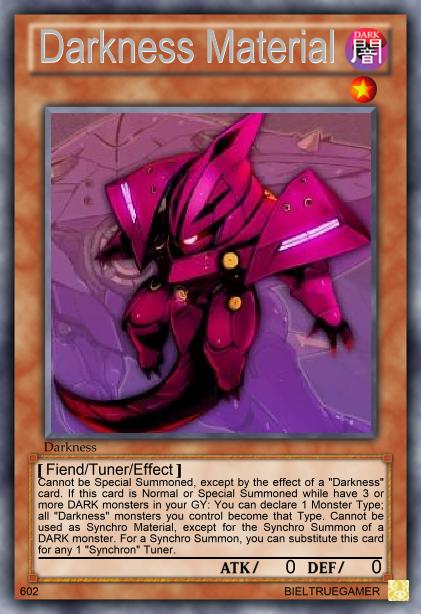 Darkness Material
DARK
闇
Darkness
[ Fiend/Tuner/Effect ]
Cannot be Special Summoned, except by the effect of a "Darkness"
card. If this card is Normal or Special Summoned while have 3 or
more DARK monsters in your GY: You can declare 1 Monster Type;
all "Darkness" monsters you control become that Type. Cannot be
used as Synchro Material, except for the Synchro Summon of a
DARK monster. For a Synchro Summon, you can substitute this card
for any 1 "Synchron" Tuner.
ATK/ 0 DEF/ 0
602 BIELTRUEGAMER